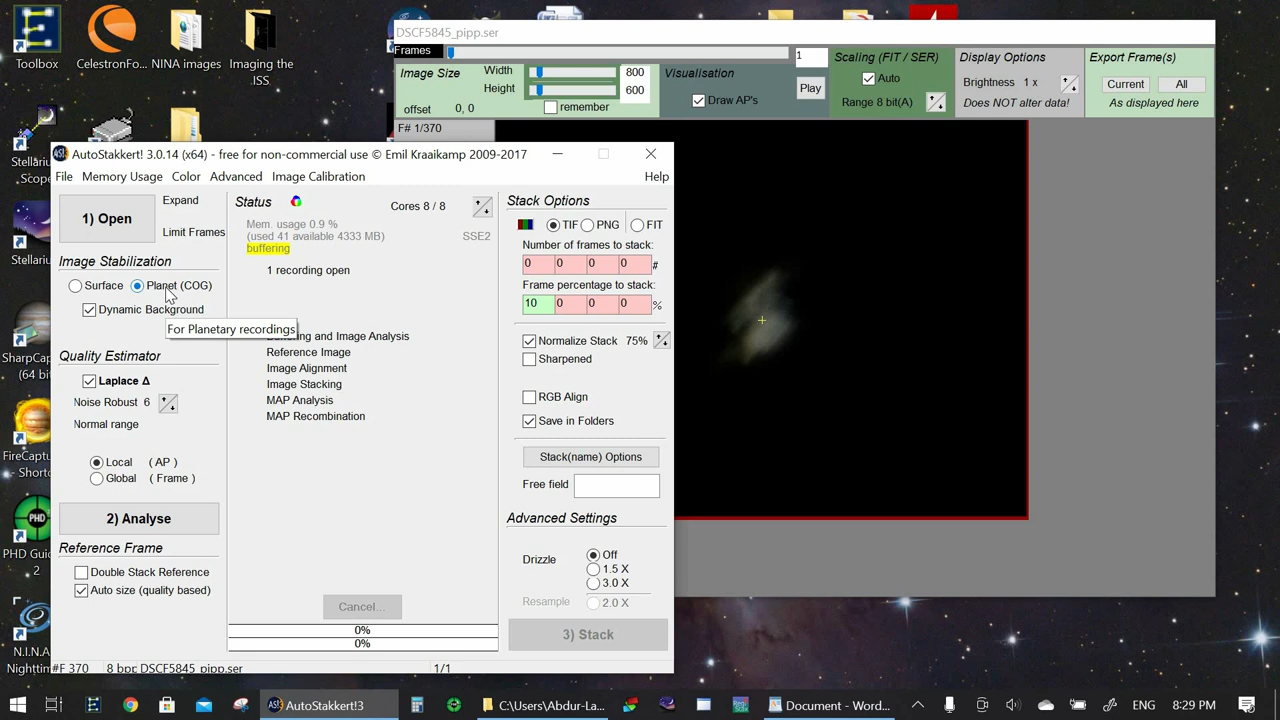 Toolbox
CelestronFo...
NINA images
Imaging the .ISS
Stellarium
Scope
Stellarium
SharpCap
FireCapture
- Shortc
PHD Guiding
2
N.I.N.A
Nighttim
DSCF5845_pipp.ser
Frames
1
Image Size
Width
800
Height
600
offset 0, 0
remember
Visualisation
Draw AP's
Play
Scaling (FIT / SER)
Auto
Range 8 bit(A)
Display Options
Brightness 1 x
Does NOT alter data!
Export Frame(s)
Current
All
As displayed here
F# 1/370
AutoStakkert! 3.0.14 (x64) - free for non-commercial use © Emil Kraaikamp 2009-2017
File Memory Usage Color Advanced Image Calibration Help
1) Open
Expand
Limit Frames
Image Stabilization
Surface Planet (COG)
Dynamic Background
For Planetary recordings
Quality Estimator
Laplace Δ
Noise Robust 6
Normal range
Local ( AP )
Global ( Frame )
2) Analyse
Reference Frame
Double Stack Reference
Auto size (quality based)
Status
Cores 8 / 8
Mem. usage 0.9 %
(used 41 available 4333 MB)
SSE2
buffering
1 recording open
Buffering and Image Analysis
Reference Image
Image Alignment
Image Stacking
MAP Analysis
MAP Recombination
Cancel...
0%
0%
Stack Options
TIF PNG FIT
Number of frames to stack:
0 0 0 0 #
Frame percentage to stack:
10 0 0 0 %
Normalize Stack 75%
Sharpened
RGB Align
Save in Folders
Stack(name) Options
Free field
Advanced Settings
Drizzle
Off
1.5 X
3.0 X
Resample
2.0 X
3) Stack
#F 370 8 bpp DSCF5845_pipp.ser 1/1
AutoStakkert!3
C:\Users\Abdur-La...
Document - Word...
ENG 8:29 PM